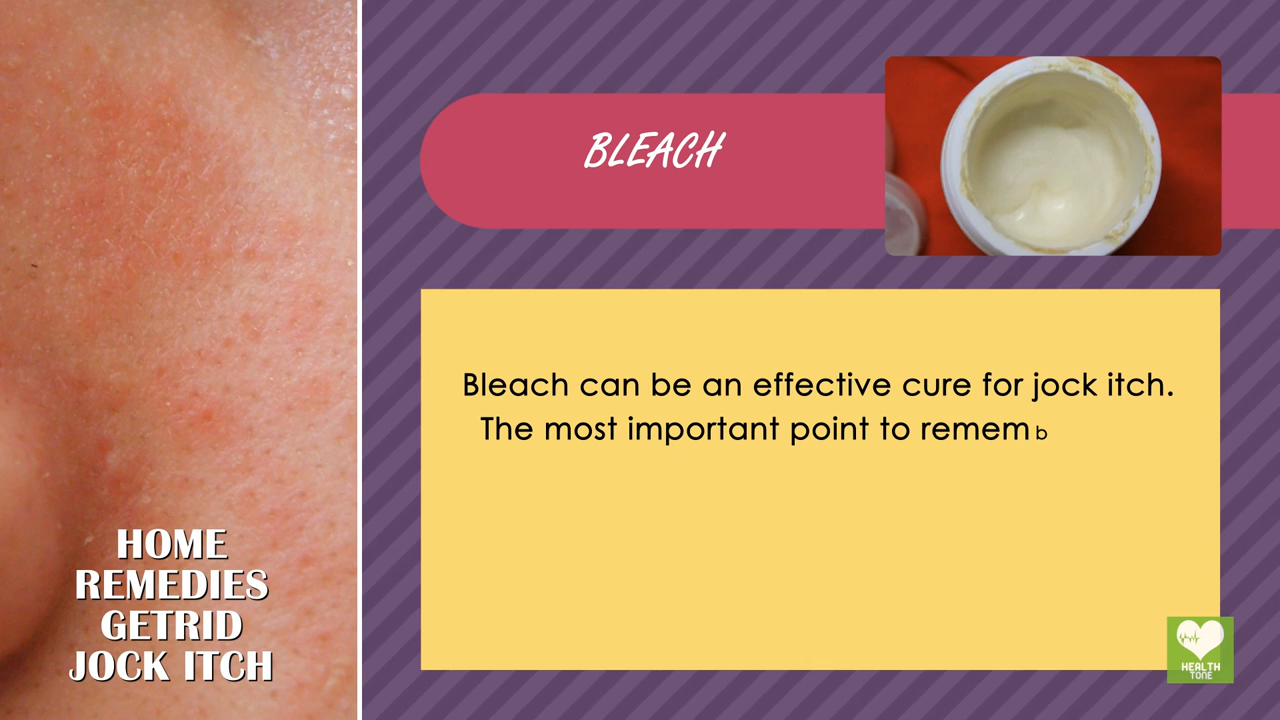 BLEACH
Bleach can be an effective cure for jock itch.
The most important point to rememb
HOME
REMEDIES
GETRID
JOCK ITCH
HEALTH
TONE